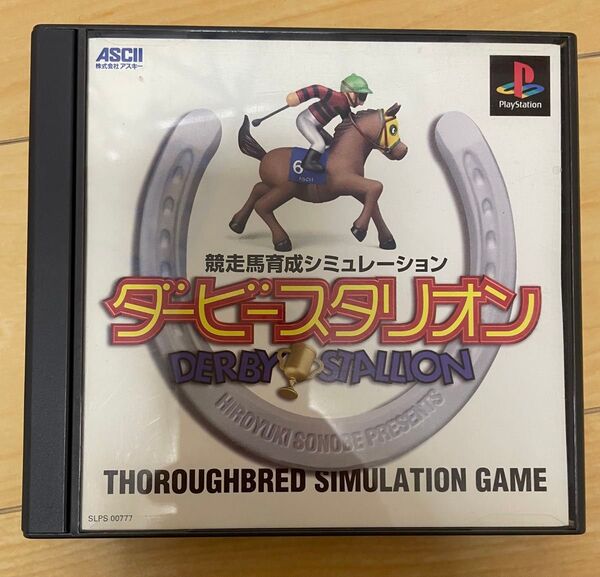 ASCII
株式会社 アスキー
PlayStation
6
ASCII
競走馬育成シミュレーション
ダービースタリオン
DERBY STALLION
HIROYUKI SONOBE PRESENTS
THOROUGHBRED SIMULATION GAME
SLPS 00777